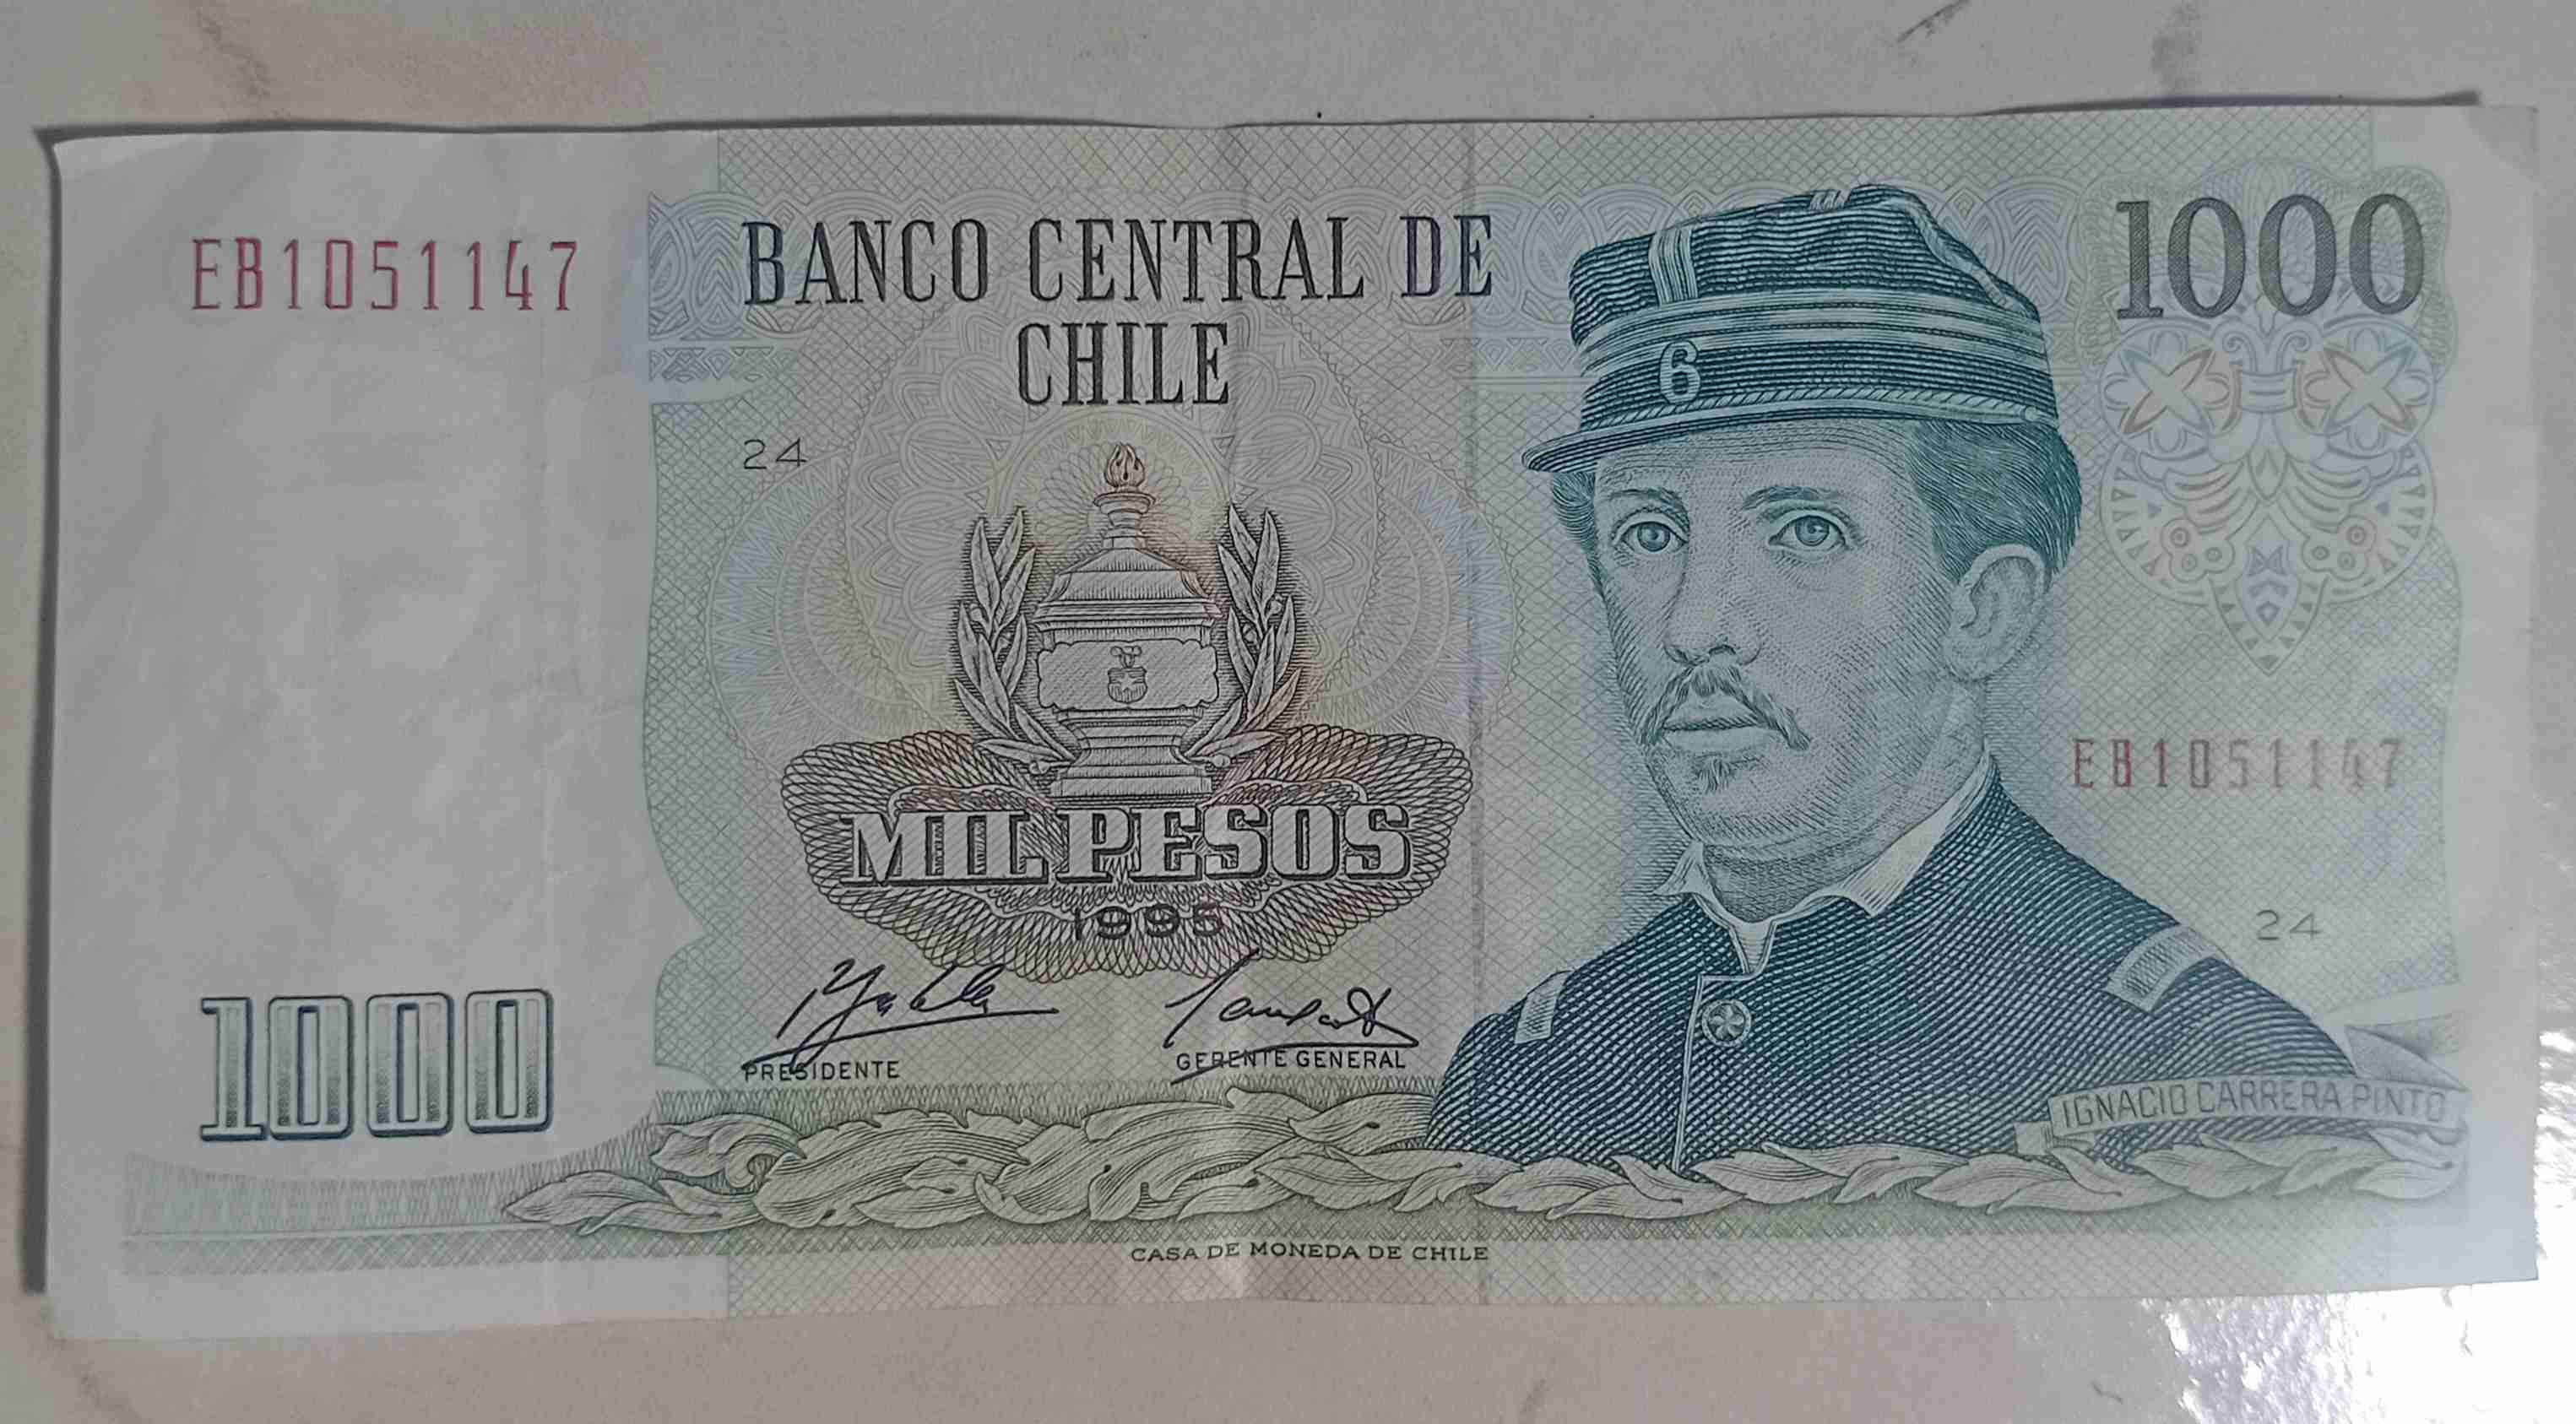 EB1051147
BANCO CENTRAL DE
CHILE
1000
6
24
MIL PESOS
1995
EB1051147
24
PRESIDENTE
GERENTE GENERAL
1000
IGNACIO CARRERA PINTO
CASA DE MONEDA DE CHILE